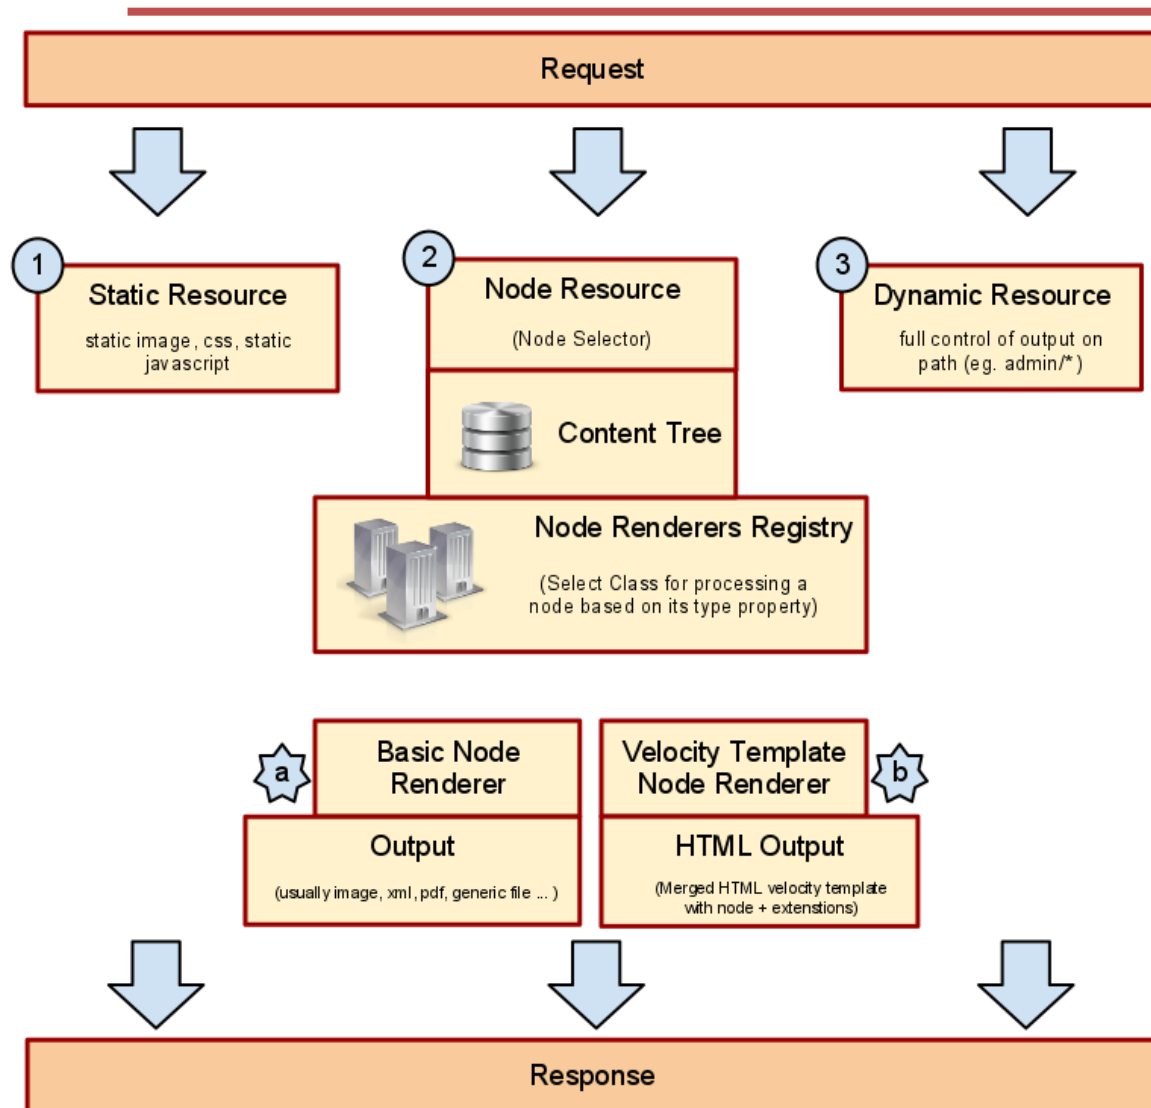 Request
1
Static Resource
static image, css, static
javascript
2
Node Resource
(Node Selector)
3
Dynamic Resource
full control of output on
path (eg. admin/* )
Content Tree
Node Renderers Registry
(Select Class for processing a
node based on its type property)
a
Basic Node
Renderer
Velocity Template
Node Renderer
b
Output
(usually image, xml, pdf, generic file ... )
HTML Output
(Merged HTML velocity template
with node + extenstions)
Response